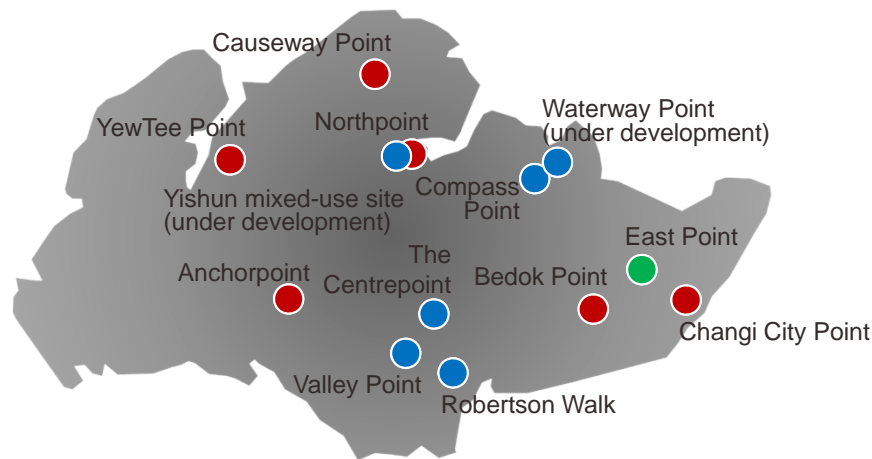 Causeway Point
Waterway Point
(under development)
YewTee Point
Northpoint
Compass
Point
Yishun mixed-use site
(under development)
East Point
The
Centrepoint
Anchorpoint
Bedok Point
Changi City Point
Valley Point
Robertson Walk